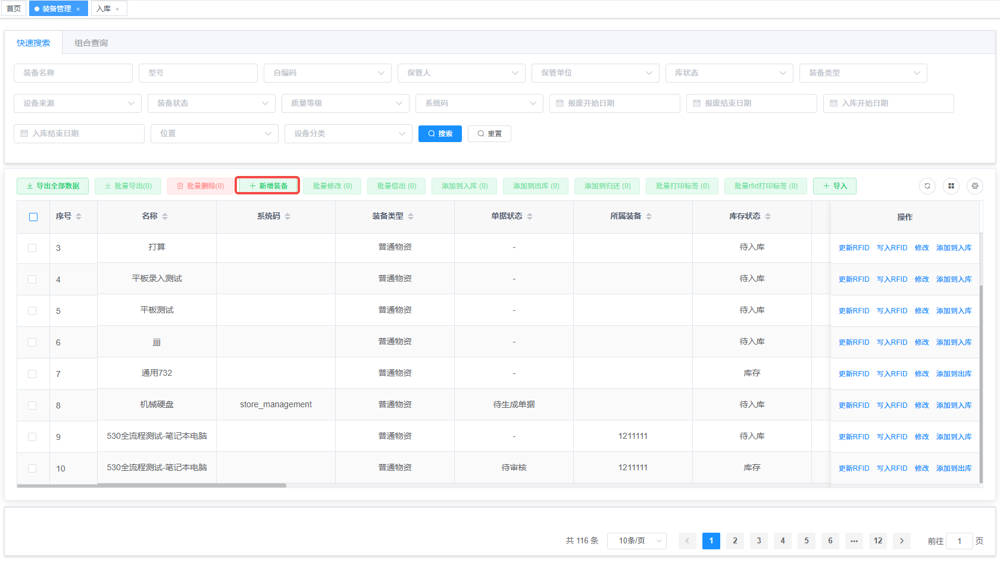 首页 装备管理 × 入库 ×
快速搜索 组合查询
装备名称 型号 自编码 保管人 保管单位 库状态 装备类型
设备来源 装备状态 质量等级 系统码 报废开始日期 报废结束日期 入库开始日期
入库结束日期 位置 设备分类 搜索 重置
导出全部数据 批量导出(0) 批量删除(0) 新增装备 批量修改 (0) 批量借出 (0) 添加到入库 (0) 添加到出库 (0) 添加到归还 (0) 批量打印标签 (0) 批量rfid打印标签 (0) 导入
序号 名称 系统码 装备类型 单据状态 所属装备 库存状态 操作
3 打算 普通物资 - 待入库 更新RFID 写入RFID 修改 添加到入库
4 平板录入测试 普通物资 - 待入库 更新RFID 写入RFID 修改 添加到入库
5 平板测试 普通物资 - 待入库 更新RFID 写入RFID 修改 添加到入库
6 jjjj 普通物资 - 待入库 更新RFID 写入RFID 修改 添加到入库
7 通用732 普通物资 - 库存 更新RFID 写入RFID 修改 添加到出库
8 机械硬盘 store_management 普通物资 待生成单据 待入库 更新RFID 写入RFID 修改 添加到入库
9 530全流程测试-笔记本电脑 普通物资 - 1211111 待入库 更新RFID 写入RFID 修改 添加到入库
10 530全流程测试-笔记本电脑 普通物资 待审核 1211111 库存 更新RFID 写入RFID 修改 添加到出库
共 116 条 10条/页 1 2 3 4 5 6 ••• 12 前往 1 页